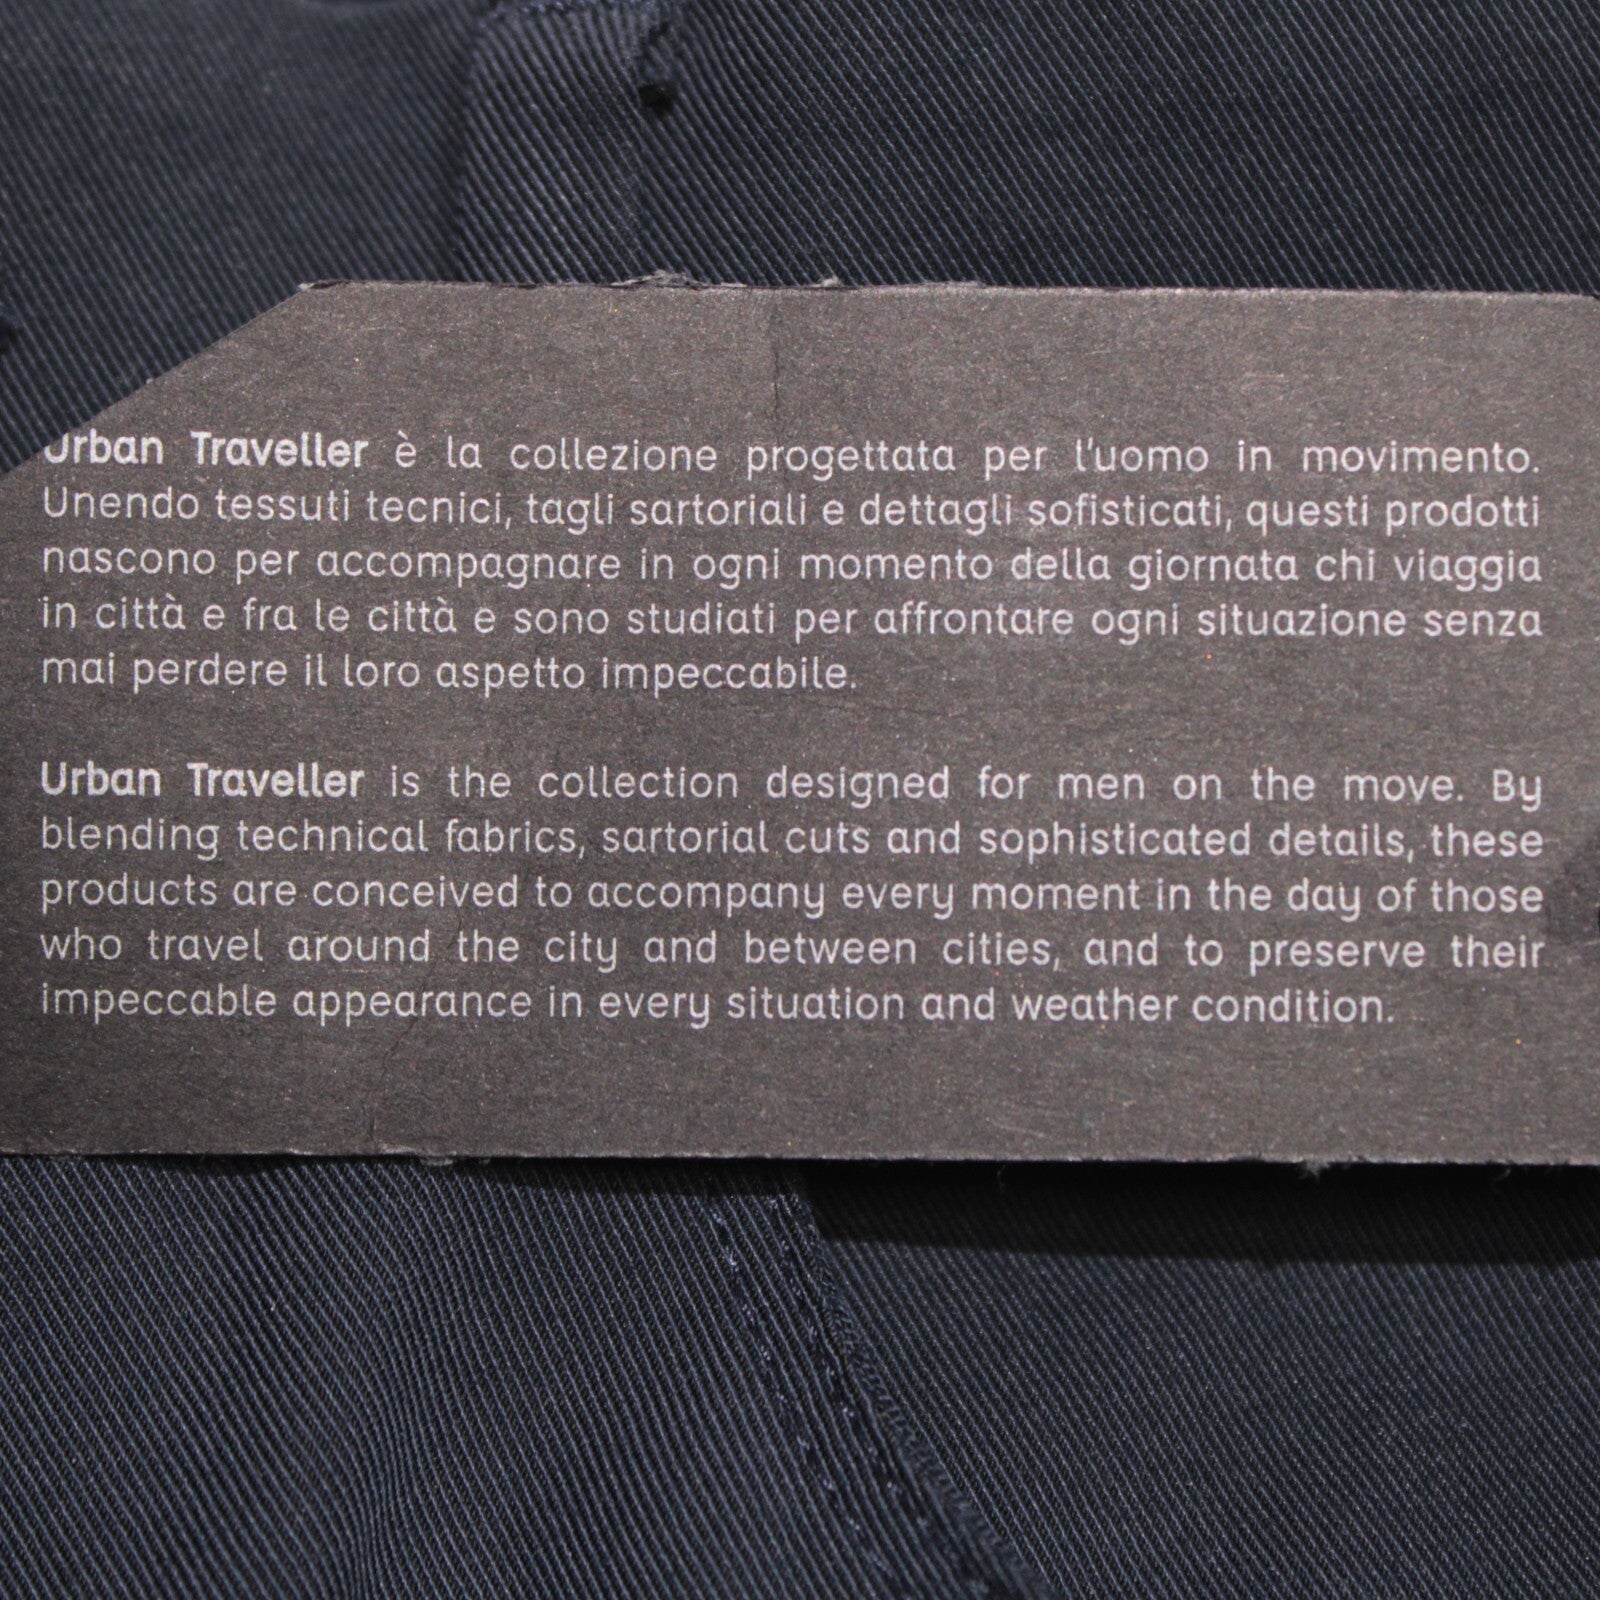 Urban Traveller è la collezione progettata per l'uomo in movimento.
Unendo tessuti tecnici, tagli sartoriali e dettagli sofisticati, questi prodotti
nascono per accompagnare in ogni momento della giornata chi viaggia
in città e fra le città e sono studiati per affrontare ogni situazione senza
mai perdere il loro aspetto impeccabile.
Urban Traveller is the collection designed for men on the move. By
blending technical fabrics, sartorial cuts and sophisticated details, these
products are conceived to accompany every moment in the day of those
who travel around the city and between cities, and to preserve their
impeccable appearance in every situation and weather condition.